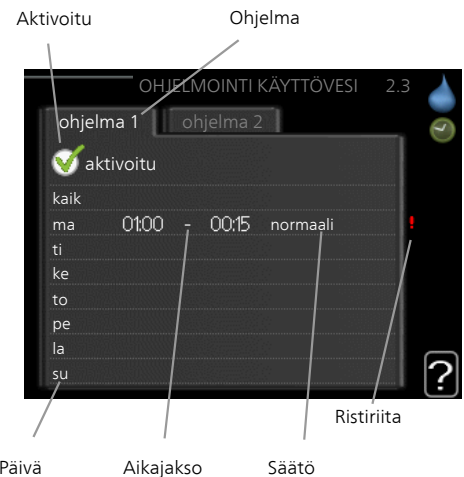 Aktivoitu Ohjelma
OHJELMOINTI KÄYTTÖVESI 2.3
ohjelma 1 ohjelma 2
aktivoitu
kaik
ma 01:00 - 00:15 normaali !
ti
ke
to
pe
la
su
?
Ristiriita
Päivä Aikajakso Säätö